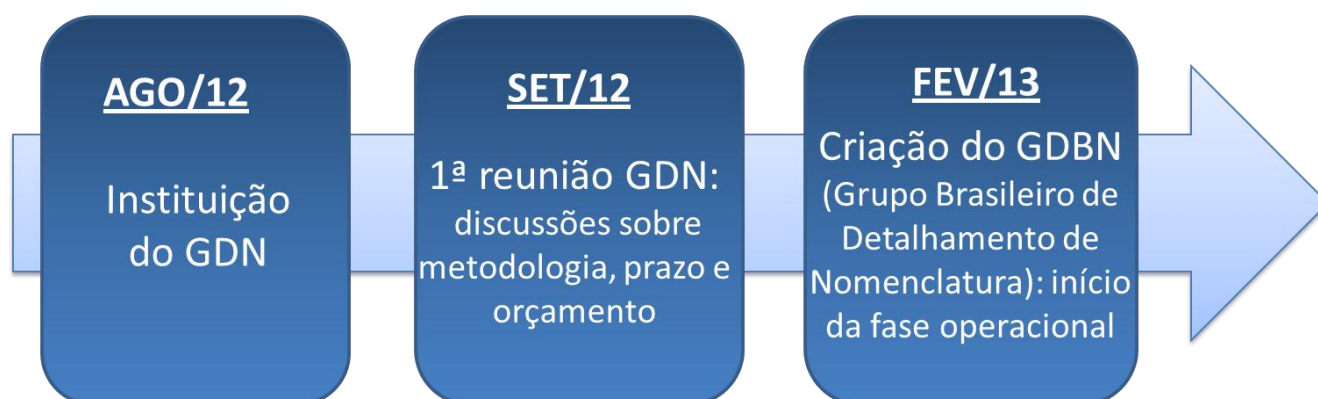 AGO/12
Instituição
do GDN
SET/12
1ª reunião GDN:
discussões sobre
metodologia, prazo e
orçamento
FEV/13
Criação do GDBN
(Grupo Brasileiro de
Detalhamento de
Nomenclatura): início
da fase operacional